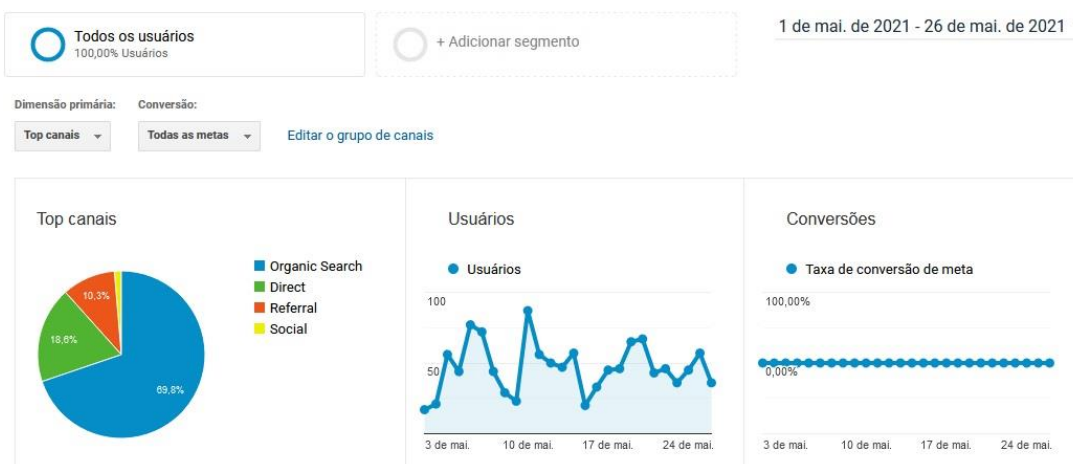 Todos os usuários
100,00% Usuários
+ Adicionar segmento
1 de mai. de 2021 - 26 de mai. de 2021
Dimensão primária:
Conversão:
Top canais
Todas as metas
Editar o grupo de canais
Top canais
Organic Search
Direct
Referral
Social
10,3%
18,6%
69,8%
Usuários
Usuários
100
50
3 de mai.
10 de mai.
17 de mai.
24 de mai.
Conversões
Taxa de conversão de meta
100,00%
0,00%
3 de mai.
10 de mai.
17 de mai.
24 de mai.